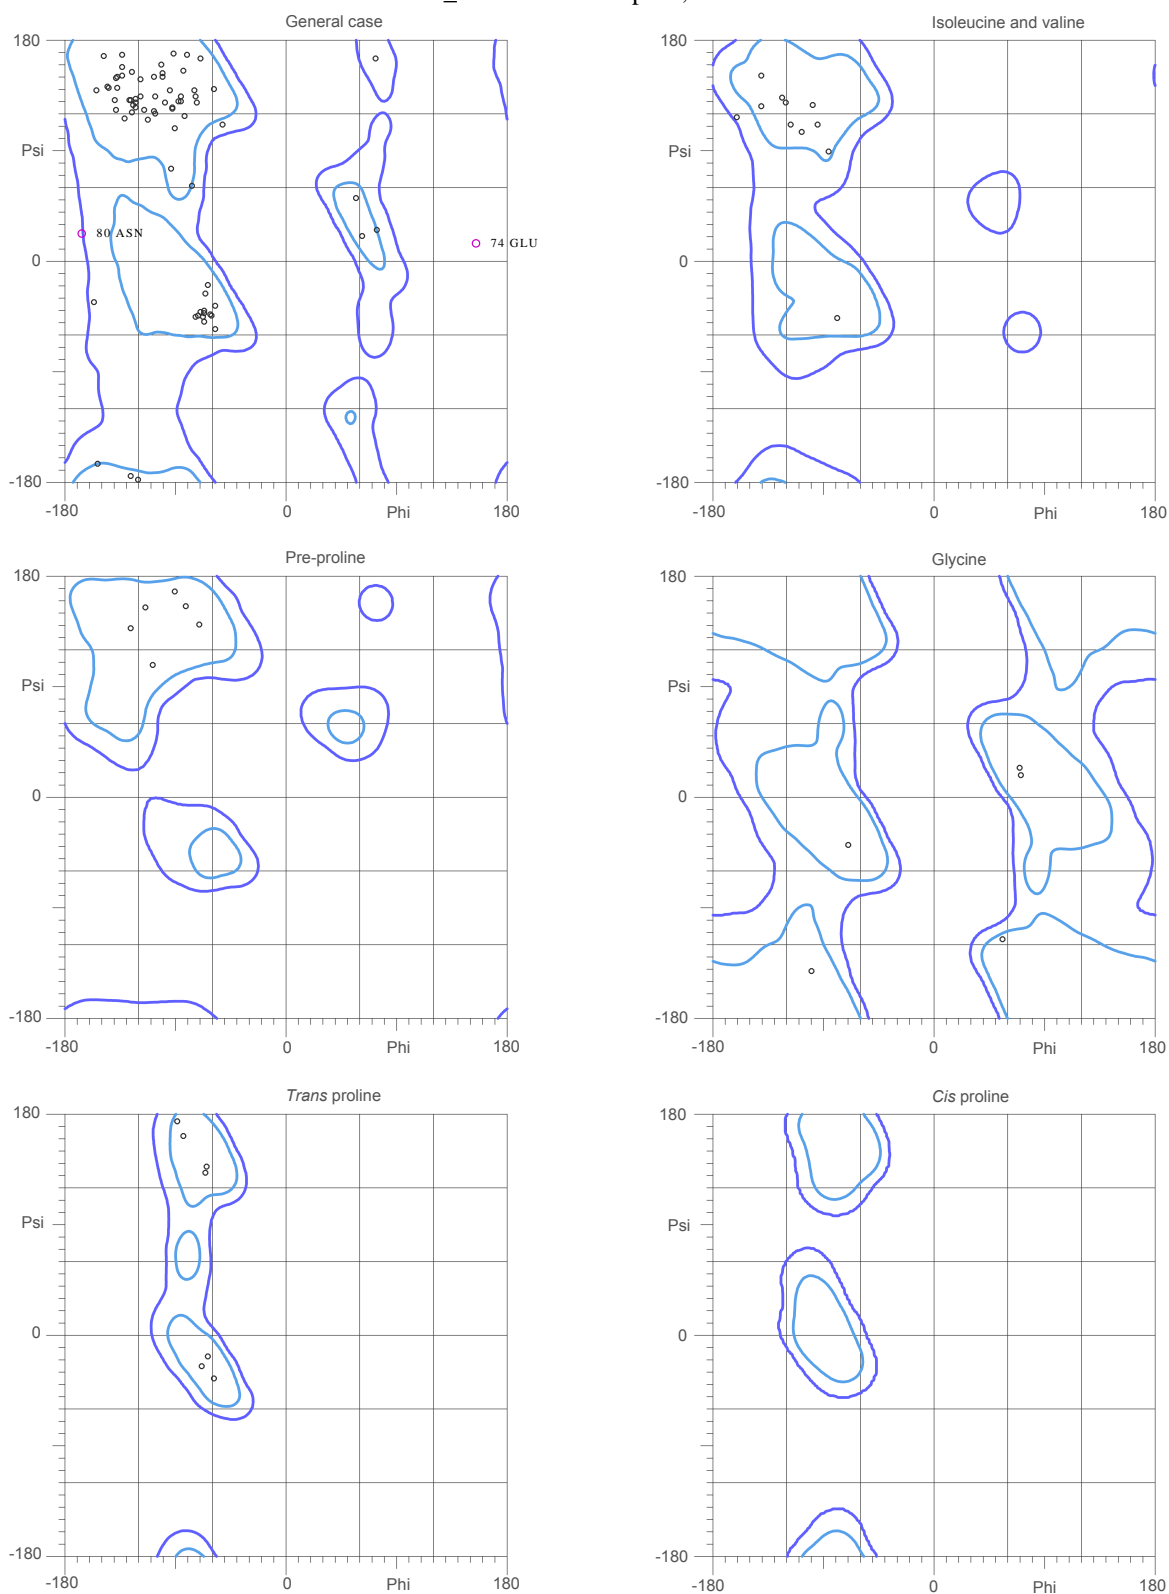 General case
180
Psi
80 ASN
74 GLU
0
-180
-180
0
Phi
180
Isoleucine and valine
180
Psi
0
-180
-180
0
Phi
180
Pre-proline
180
Psi
0
-180
-180
0
Phi
180
Glycine
180
Psi
0
-180
-180
0
Phi
180
Trans proline
180
Psi
0
-180
-180
0
Phi
180
Cis proline
180
Psi
0
-180
-180
0
Phi
180